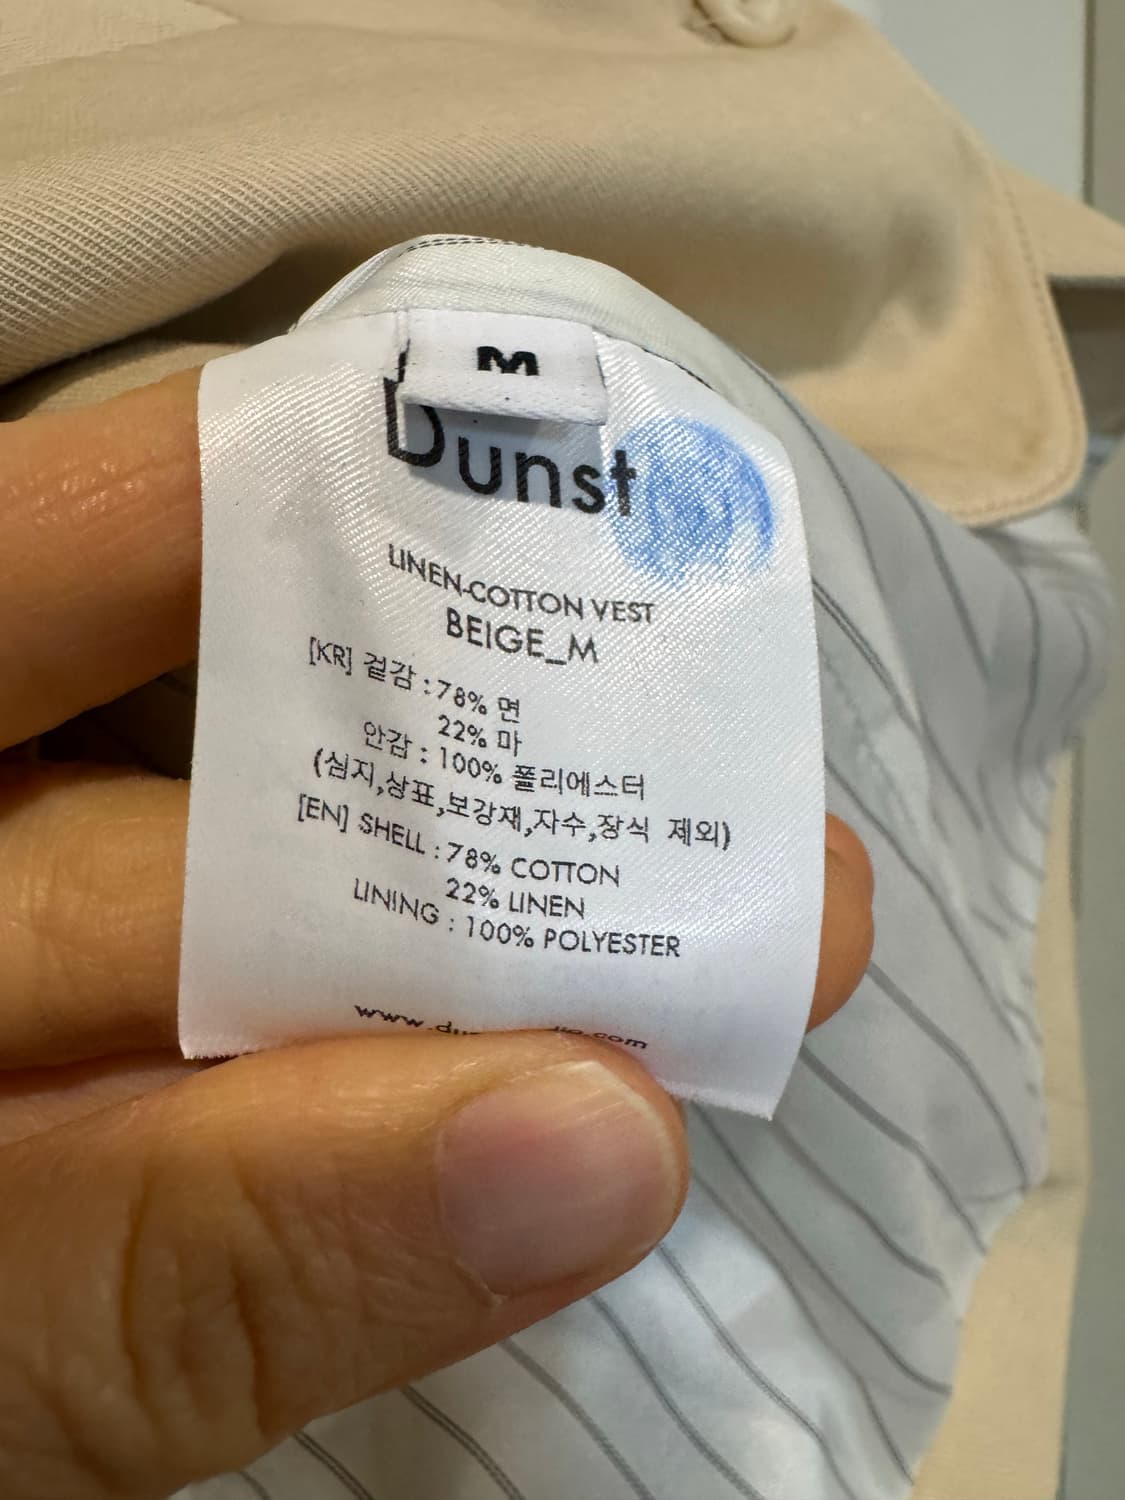 M
Dunst
LINEN-COTTON VEST
BEIGE_M
[KR] 겉감 : 78% 면
22% 마
안감 : 100% 폴리에스터
(심지,상표,보강재,자수,장식 제외)
[EN] SHELL : 78% COTTON
22% LINEN
LINING : 100% POLYESTER